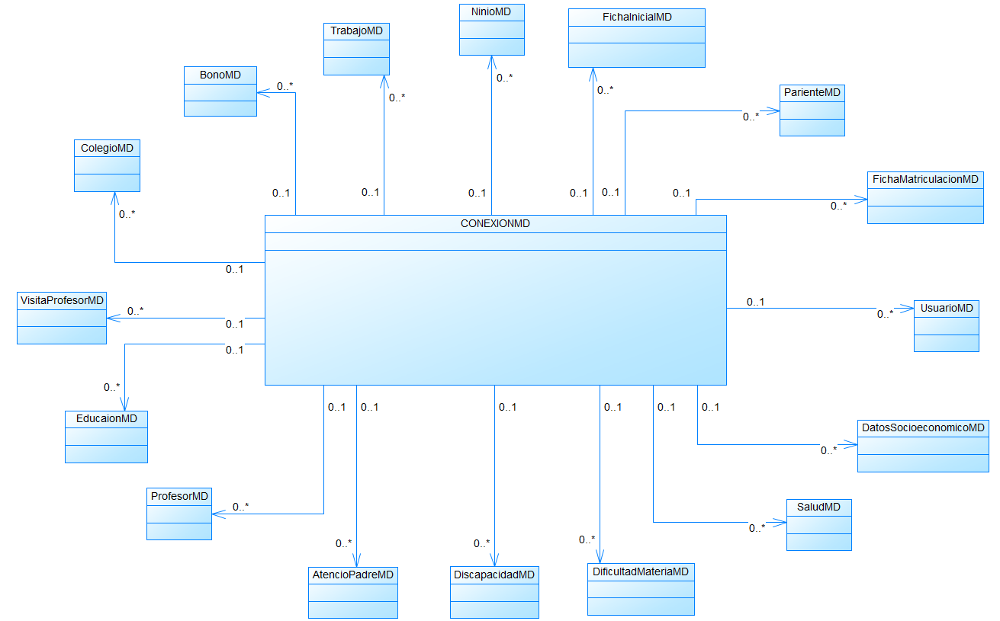 NinioMD
FichaInicialMD
TrabajoMD
0..*
BonoMD
0..*
0..*
0..*
Pariente​MD
0..*
ColegioMD
FichaMatriculacionMD
0..1
0..1
0..1
0..1
0..1
0..1
0..*
0..*
CONEXIONMD
0..1
VisitaProfesorMD
0..*
0..1
0..1
0..*
UsuarioMD
0..1
0..*
0..1
0..1
0..1
0..1
0..1
0..1
EducaionMD
DatosSocioeconomicoMD
0..*
ProfesorMD
0..*
SaludMD
0..*
0..*
0..*
0..*
AtencioPadreMD
DiscapacidadMD
DificultadMateriaMD